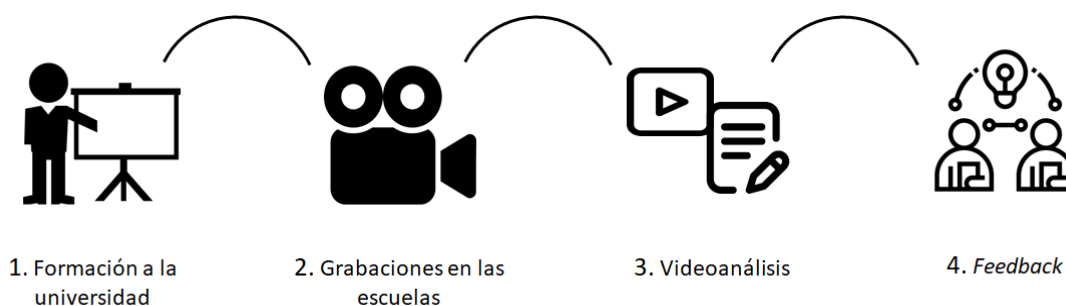 1. Formación a la
universidad
2. Grabaciones en las
escuelas
3. Videoanálisis
4. Feedback